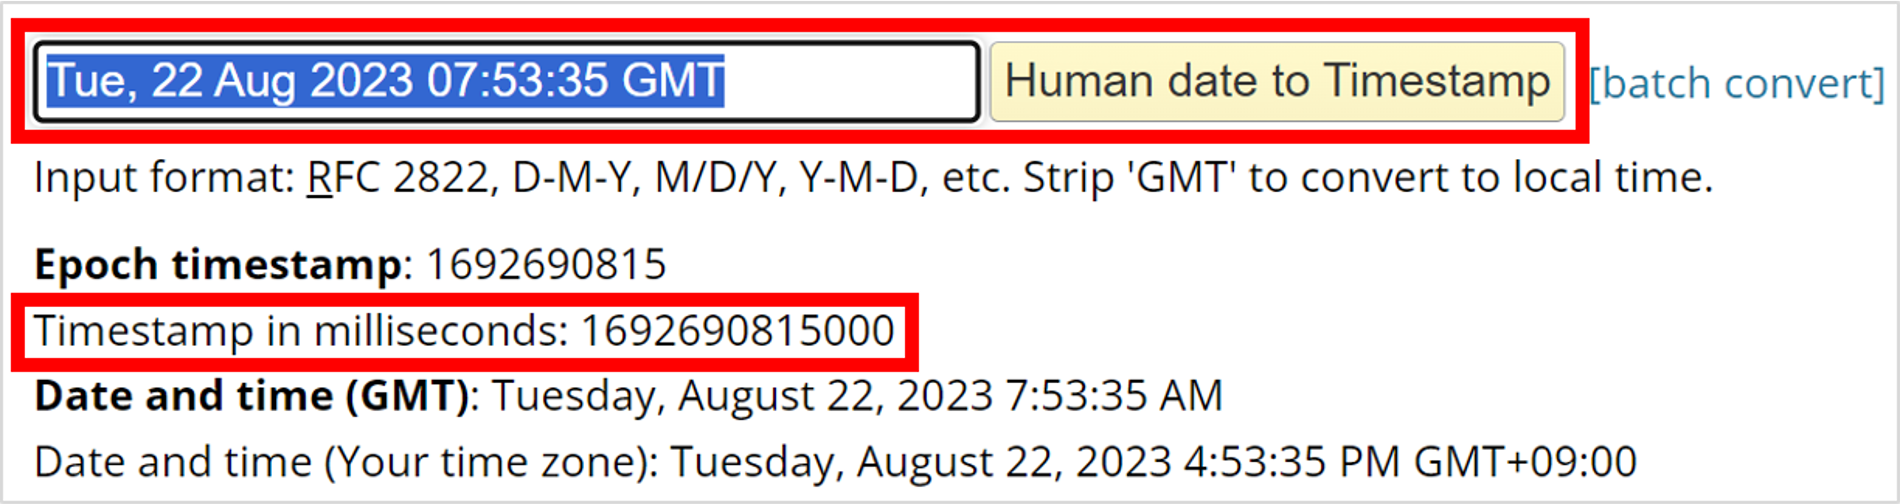 Tue, 22 Aug 2023 07:53:35 GMT Human date to Timestamp [batch convert]
Input format: RFC 2822, D-M-Y, M/D/Y, Y-M-D, etc. Strip 'GMT' to convert to local time.
Epoch timestamp: 1692690815
Timestamp in milliseconds: 1692690815000
Date and time (GMT): Tuesday, August 22, 2023 7:53:35 AM
Date and time (Your time zone): Tuesday, August 22, 2023 4:53:35 PM GMT+09:00